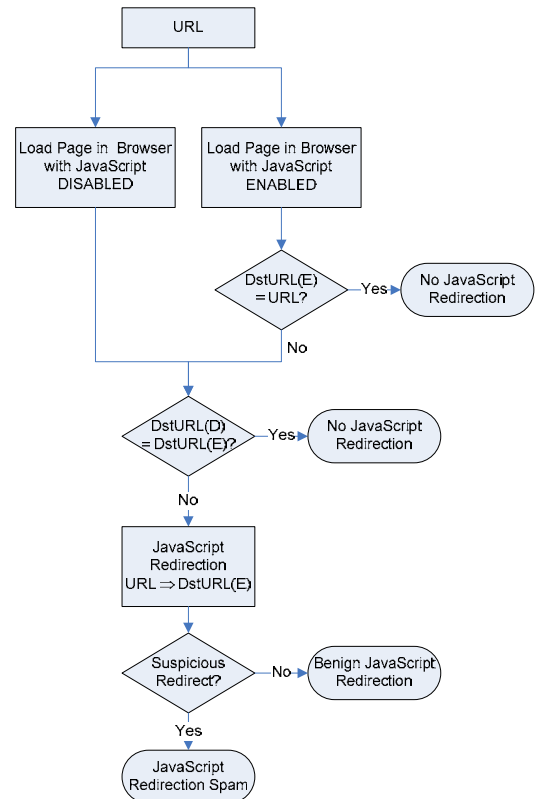 URL
Load Page in Browser
with JavaScript
DISABLED
Load Page in Browser
with JavaScript
ENABLED
DstURL(E)
= URL?
Yes
No JavaScript
Redirection
No
DstURL(D)
= DstURL(E)?
Yes
No JavaScript
Redirection
No
JavaScript
Redirection
URL ⇒ DstURL(E)
Suspicious
Redirect?
No
Benign JavaScript
Redirection
Yes
JavaScript
Redirection Spam